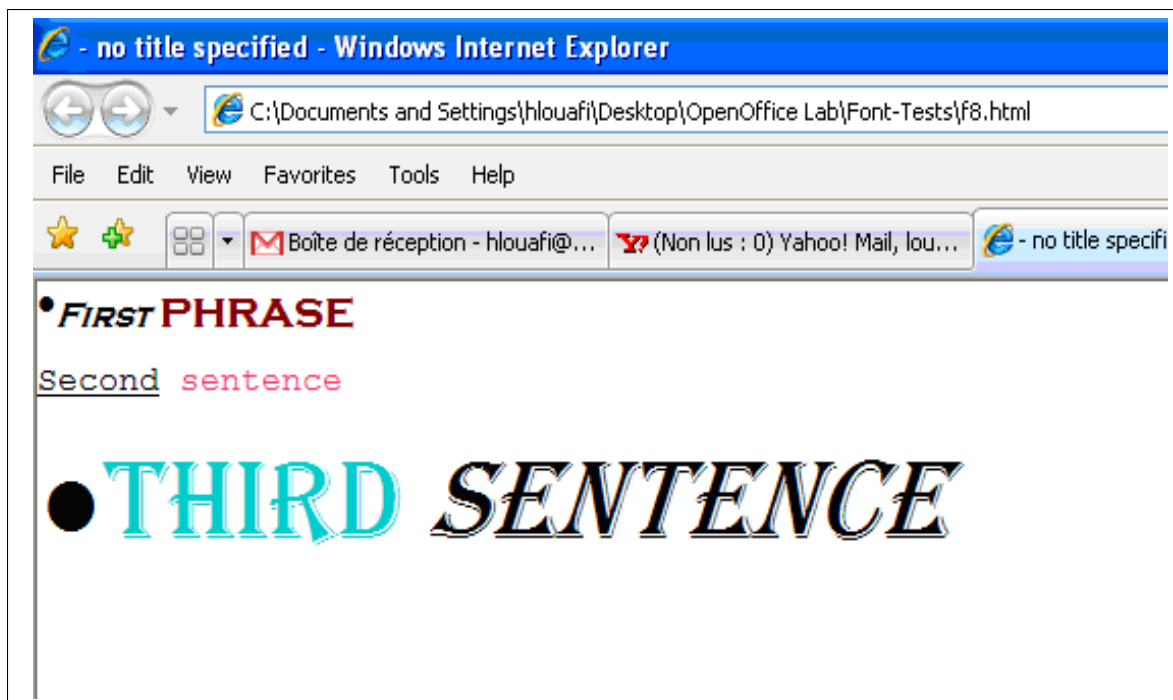 - no title specified - Windows Internet Explorer
C:\Documents and Settings\hlouafi\Desktop\OpenOffice Lab\Font-Tests\f8.html
File Edit View Favorites Tools Help
Boîte de réception - hlouafi@... (Non lus : 0) Yahoo! Mail, lou... - no title specifi
•First PHRASE
Second sentence
•THIRD SENTENCE